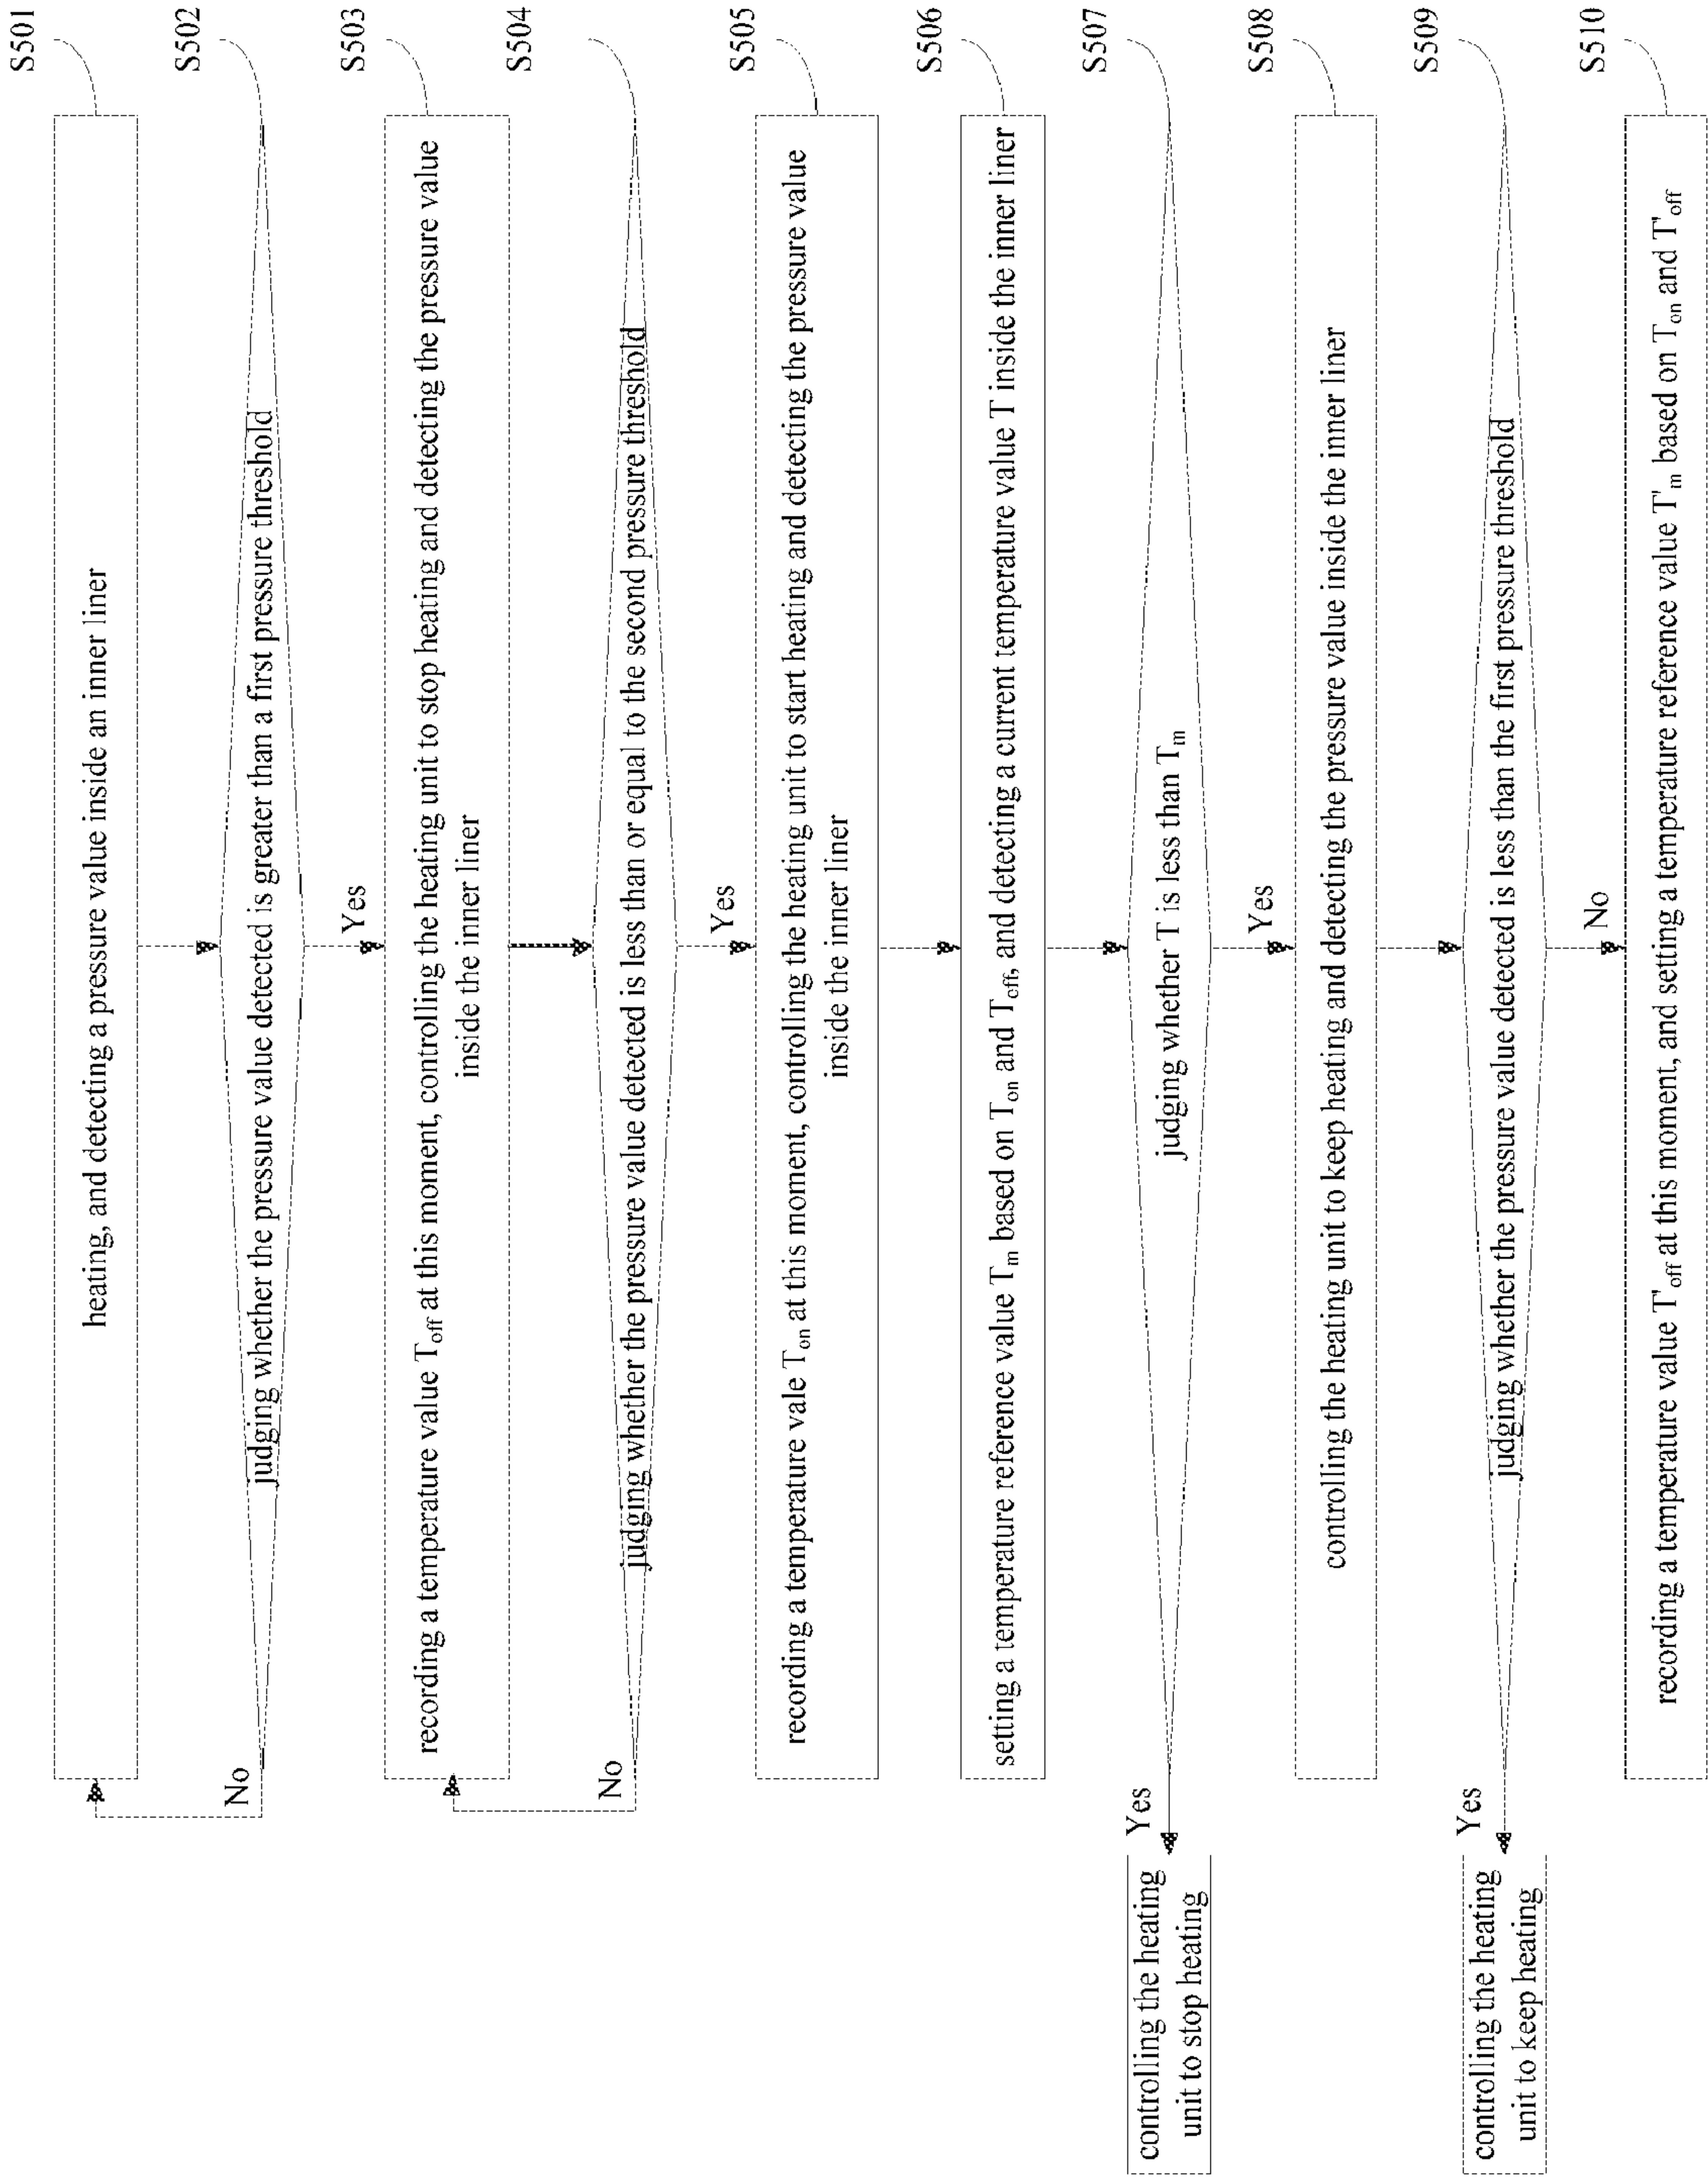 S501
heating, and detecting a pressure value inside an inner liner
S502
judging whether the pressure value detected is greater than a first pressure threshold
No
Yes
S503
recording a temperature value Toff at this moment, controlling the heating unit to stop heating and detecting the pressure value
inside the inner liner
S504
judging whether the pressure value detected is less than or equal to the second pressure threshold
No
Yes
S505
recording a temperature vale Ton at this moment, controlling the heating unit to start heating and detecting the pressure value
inside the inner liner
S506
setting a temperature reference value Tm based on Ton and Toff, and detecting a current temperature value T inside the inner liner
S507
judging whether T is less than Tm
Yes
controlling the heating
unit to stop heating
Yes
S508
controlling the heating unit to keep heating and detecting the pressure value inside the inner liner
S509
judging whether the pressure value detected is less than the first pressure threshold
Yes
controlling the heating
unit to keep heating
No
S510
recording a temperature value T'off at this moment, and setting a temperature reference value T'm based on Ton and T'off